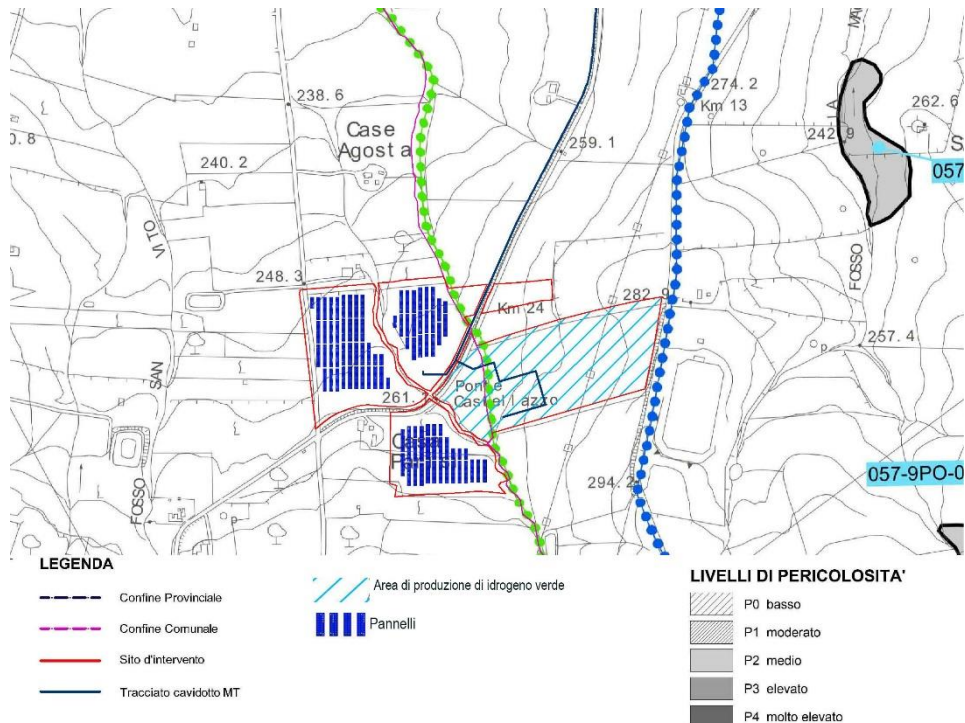 274.2
Km 13
238.6
262.6
Case
Agosta
242.9
259.1
240.2
057
VITO
248.3
Km 24
282.9
257.4
FOSSO
SAN
261.
Ponte
Castellazzo
Casa
294.2
057-9PO-0
FOSSO
LEGENDA
Confine Provinciale
Confine Comunale
Sito d'intervento
Tracciato cavidotto MT
Area di produzione di idrogeno verde
Pannelli
LIVELLI DI PERICOLOSITA'
P0 basso
P1 moderato
P2 medio
P3 elevato
P4 molto elevato